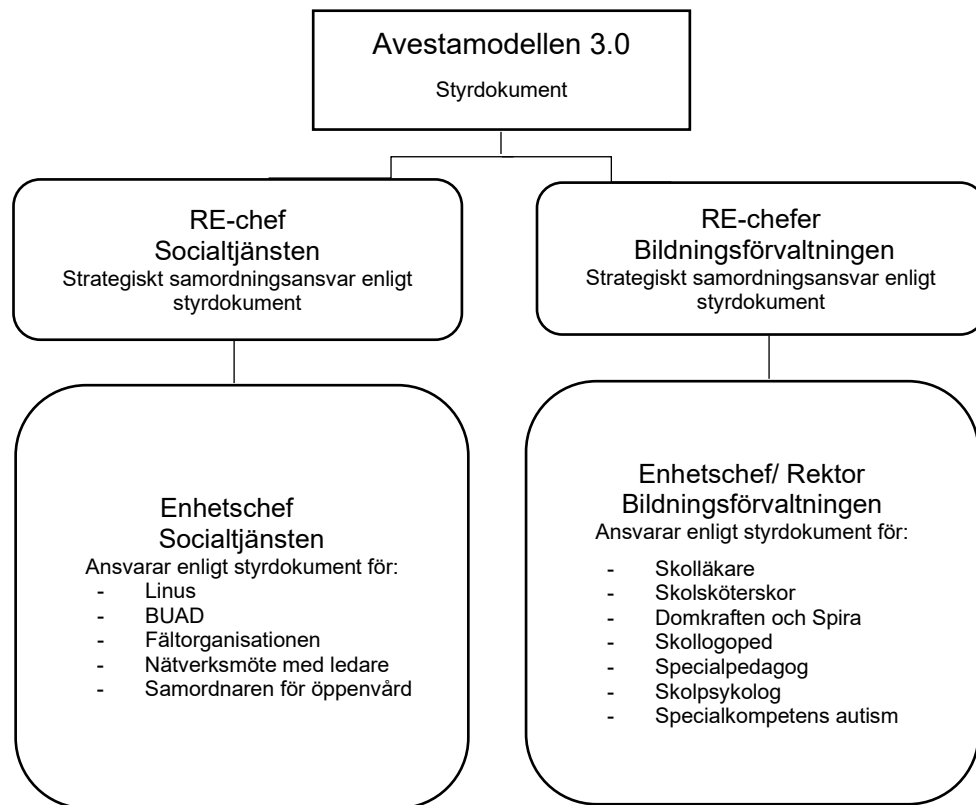 Avestamodellen 3.0
Styrdokument
RE-chef
Socialtjänsten
Strategiskt samordningsansvar enligt
styrdokument
RE-chefer
Bildningsförvaltningen
Strategiskt samordningsansvar enligt
styrdokument
Enhetschef
Socialtjänsten
Ansvarar enligt styrdokument för:
- Linus
- BUAD
- Fältorganisationen
- Nätverksmöte med ledare
- Samordnaren för öppenvård
Enhetschef/ Rektor
Bildningsförvaltningen
Ansvarar enligt styrdokument för:
- Skolläkare
- Skolsköterskor
- Domkraften och Spira
- Skollogoped
- Specialpedagog
- Skolpsykolog
- Specialkompetens autism